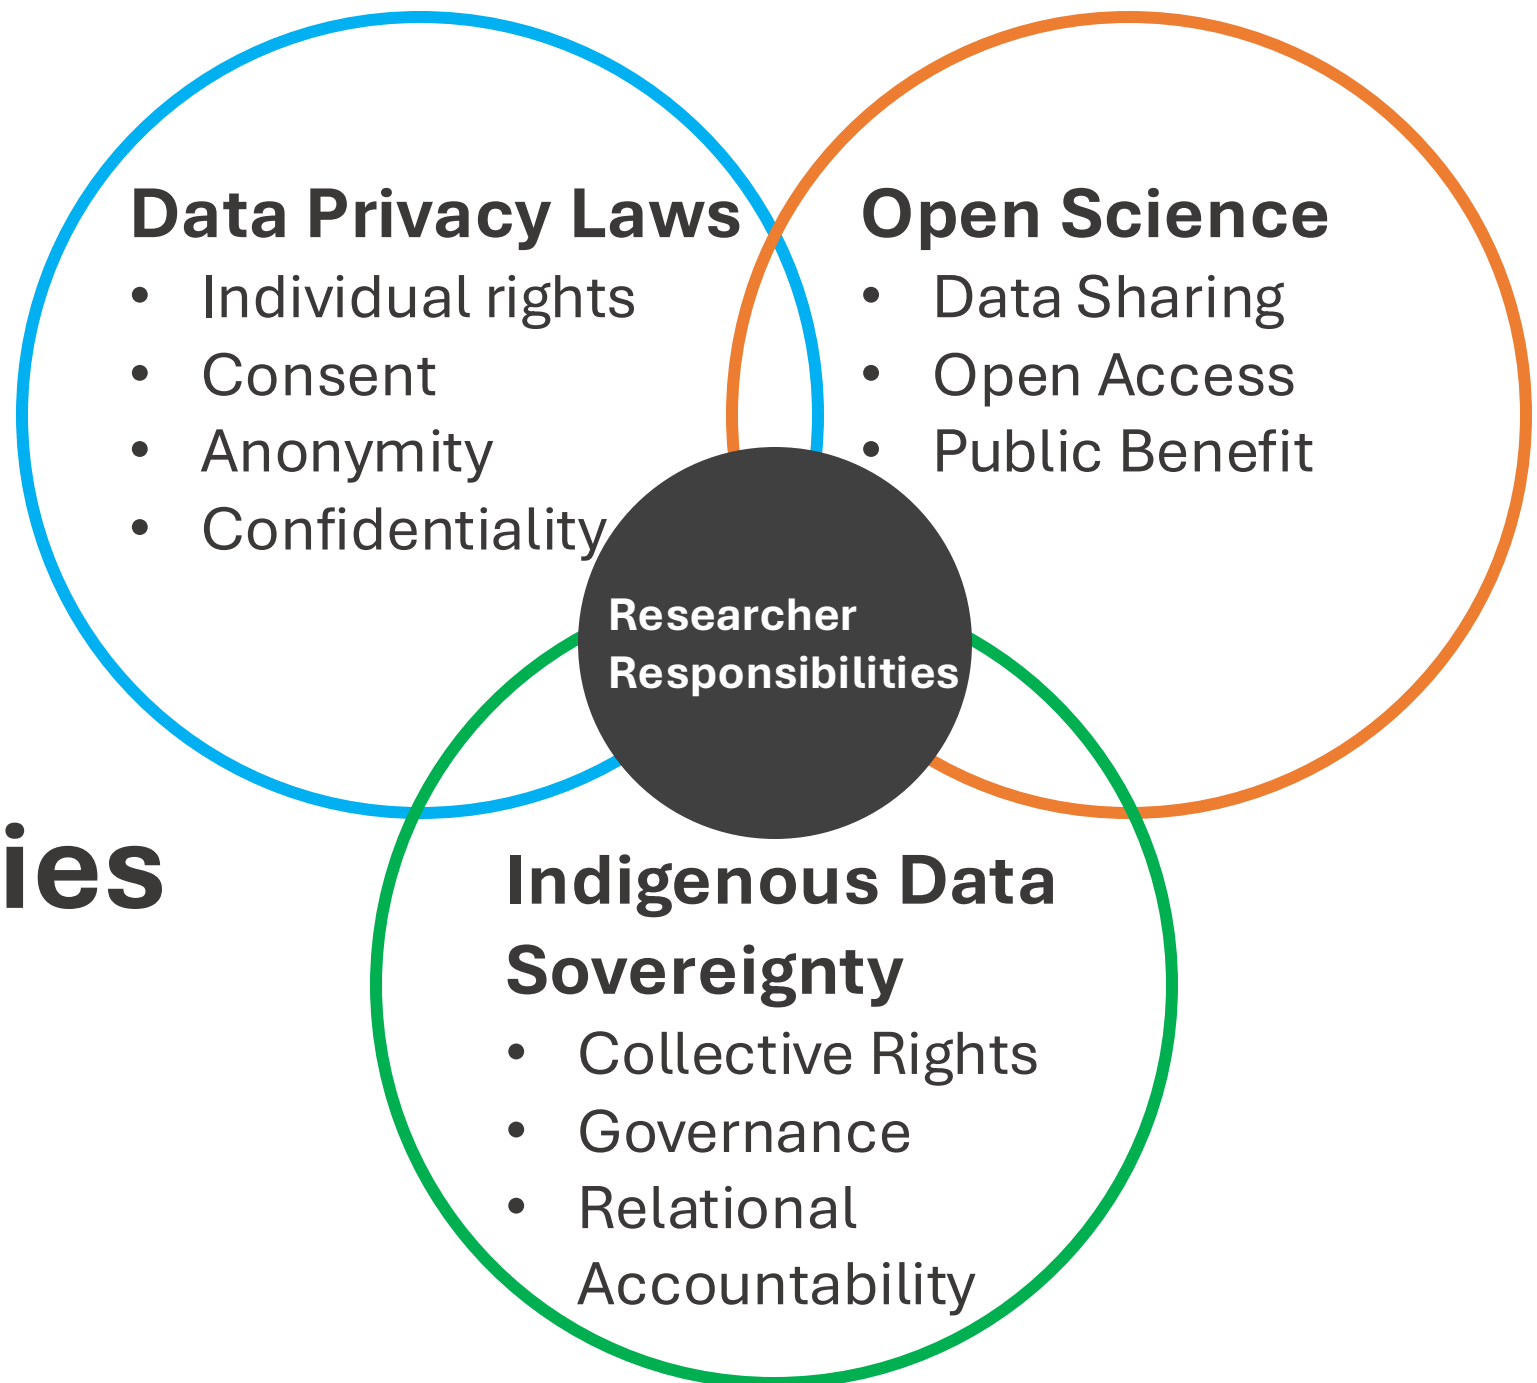 Data Privacy Laws
• Individual rights
• Consent
• Anonymity
• Confidentiality
Open Science
• Data Sharing
• Open Access
• Public Benefit
Researcher
Responsibilities
ies
Indigenous Data
Sovereignty
• Collective Rights
• Governance
• Relational
Accountability